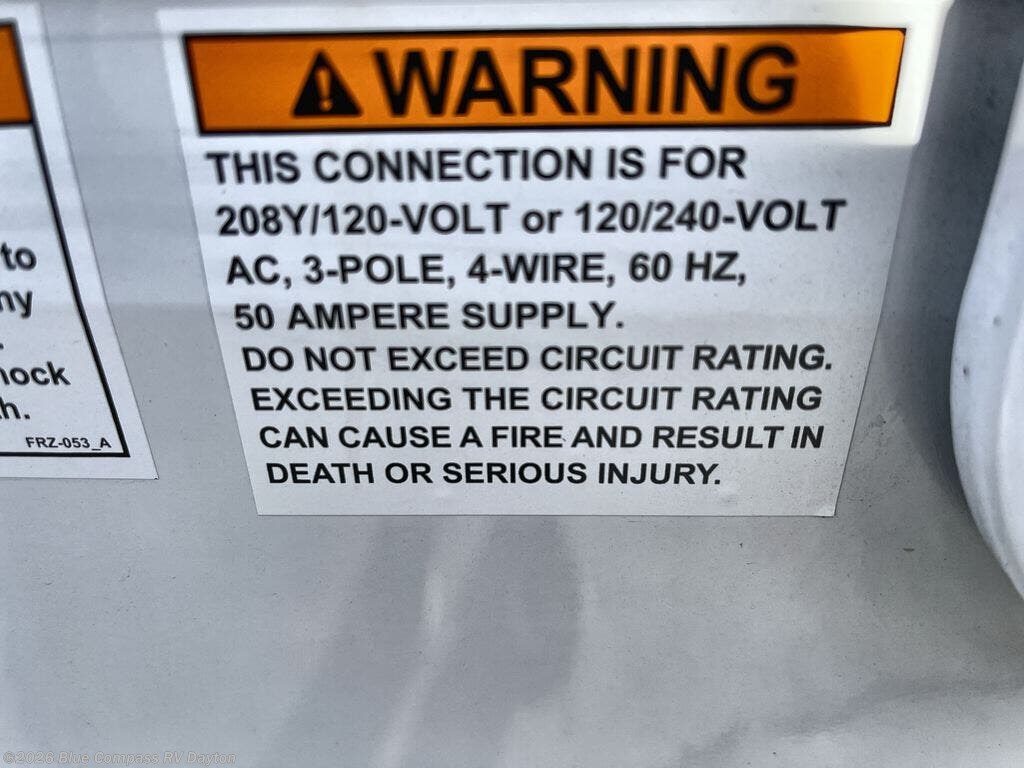 WARNING
THIS CONNECTION IS FOR
208Y/120-VOLT or 120/240-VOLT
AC, 3-POLE, 4-WIRE, 60 HZ,
50 AMPERE SUPPLY.
DO NOT EXCEED CIRCUIT RATING.
EXCEEDING THE CIRCUIT RATING
CAN CAUSE A FIRE AND RESULT IN
DEATH OR SERIOUS INJURY.
to
ny
ock
h.
FRZ-053_A
©2026 Blue Compass RV Dayton